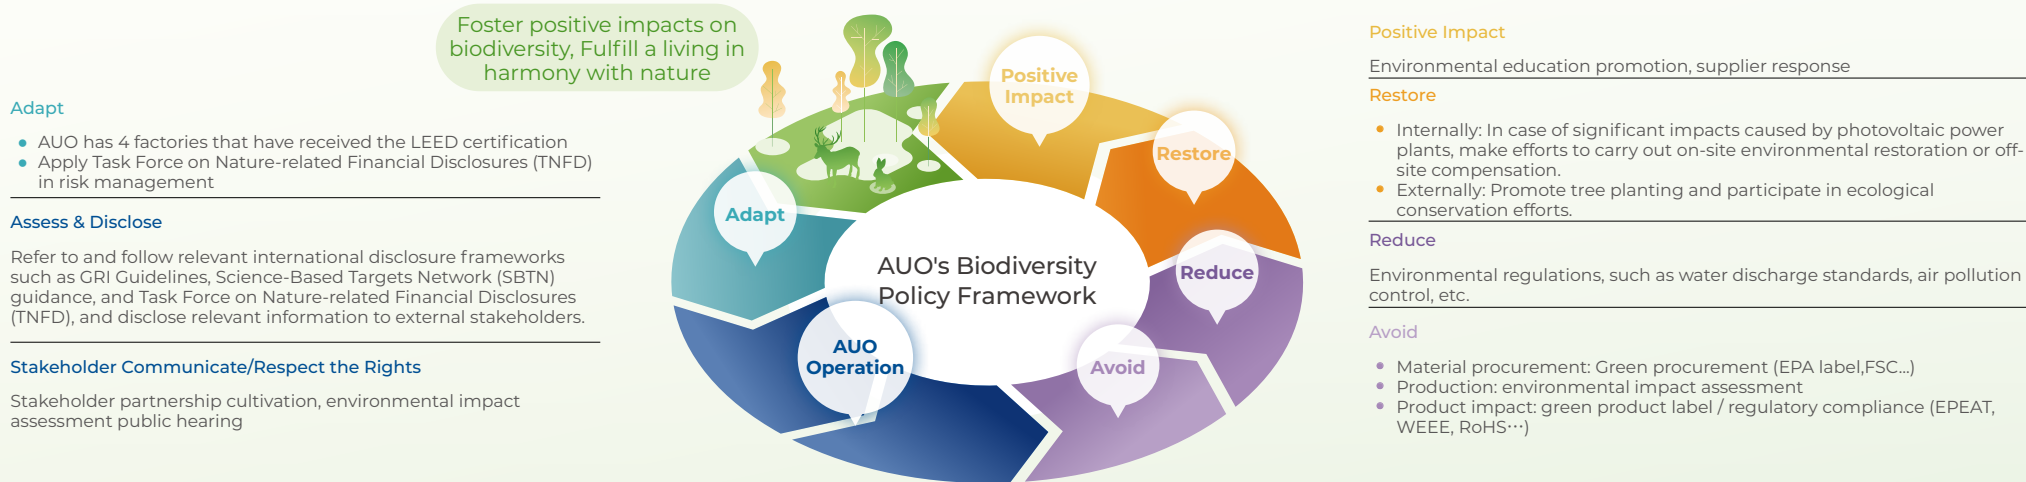 Foster positive impacts on
biodiversity, Fulfill a living in
harmony with nature
Adapt
AUO has 4 factories that have received the LEED certification
Apply Task Force on Nature-related Financial Disclosures (TNFD)
in risk management
Assess & Disclose
Refer to and follow relevant international disclosure frameworks
such as GRI Guidelines, Science-Based Targets Network (SBTN)
guidance, and Task Force on Nature-related Financial Disclosures
(TNFD), and disclose relevant information to external stakeholders.
Stakeholder Communicate/Respect the Rights
Stakeholder partnership cultivation, environmental impact
assessment public hearing
Positive
Impact
Restore
Adapt
Reduce
AUO's Biodiversity
Policy Framework
AUO
Operation
Avoid
Positive Impact
Environmental education promotion, supplier response
Restore
Internally: In case of significant impacts caused by photovoltaic power
plants, make efforts to carry out on-site environmental restoration or off-
site compensation.
Externally: Promote tree planting and participate in ecological
conservation efforts.
Reduce
Environmental regulations, such as water discharge standards, air pollution
control, etc.
Avoid
Material procurement: Green procurement (EPA label,FSC...)
Production: environmental impact assessment
Product impact: green product label / regulatory compliance (EPEAT,
WEEE, RoHS⋯)